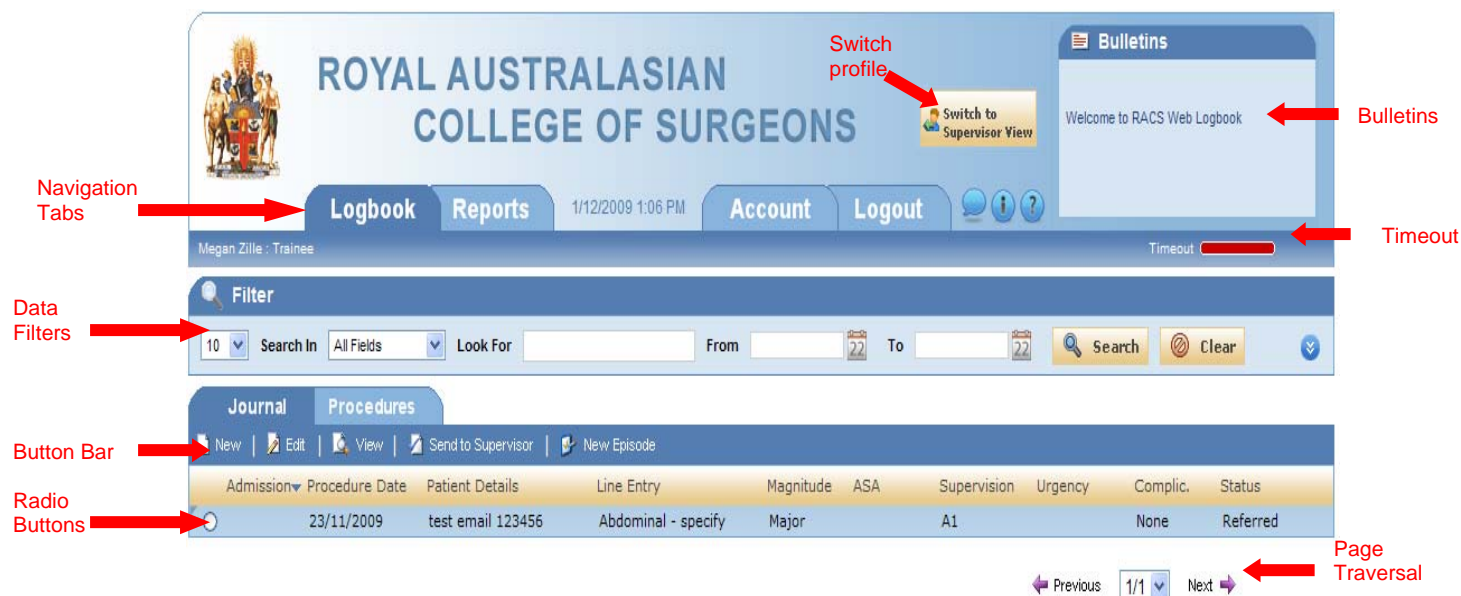 Switch
profile
Bulletins
ROYAL AUSTRALASIAN
COLLEGE OF SURGEONS
Switch to
Supervisor View
Welcome to RACS Web Logbook
Bulletins
Navigation
Tabs
Logbook Reports 1/12/2009 1:06 PM Account Logout
Megan Zille : Trainee Timeout
Timeout
Filter
Data
Filters
10 Search In All Fields Look For From 22 To 22 Search Clear
Journal Procedures
Button Bar
New | Edit | View | Send to Supervisor | New Episode
Admission Procedure Date Patient Details Line Entry Magnitude ASA Supervision Urgency Complic. Status
Radio
Buttons
23/11/2009 test email 123456 Abdominal - specify Major A1 None Referred
Page
Traversal
Previous 1/1 Next